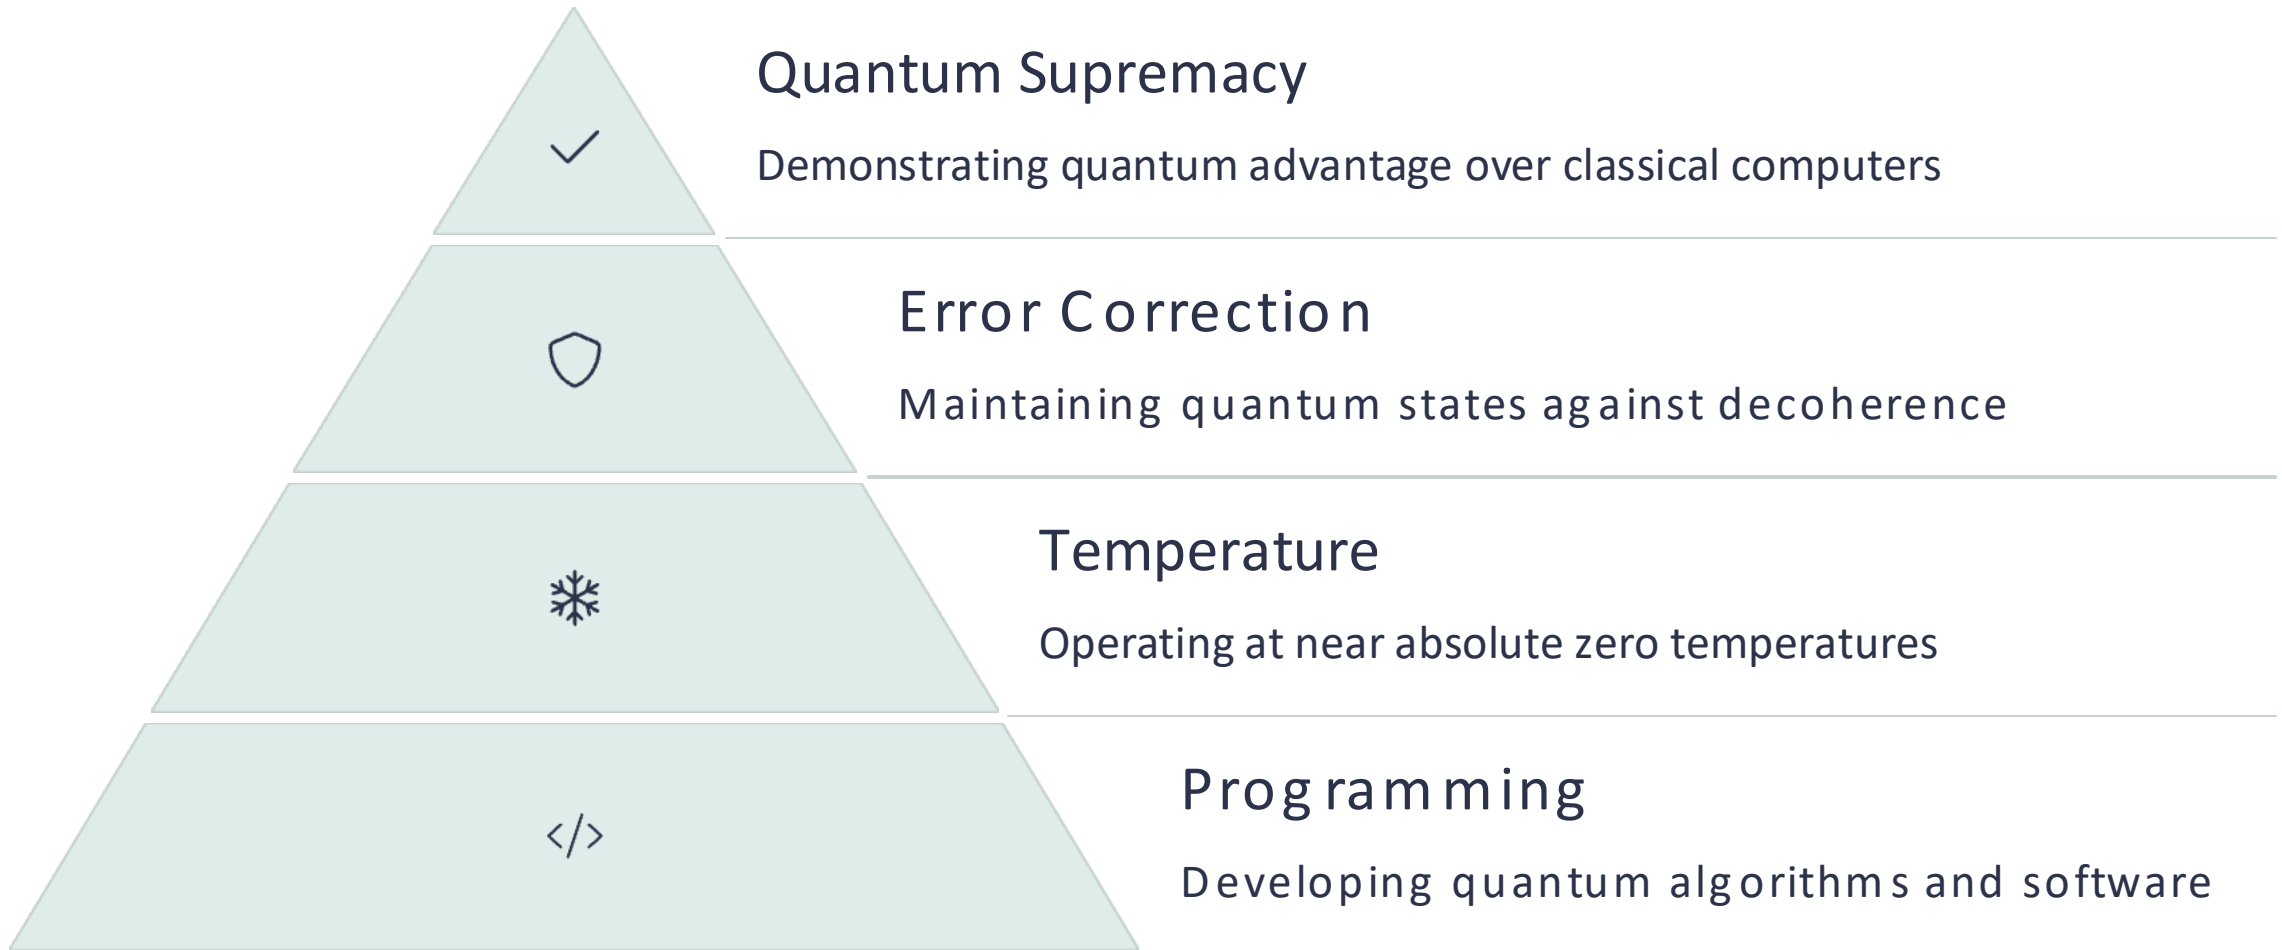 Quantum Supremacy
Demonstrating quantum advantage over classical computers
Error Correction
Maintaining quantum states against decoherence
Temperature
Operating at near absolute zero temperatures
Programming
Developing quantum algorithms and software